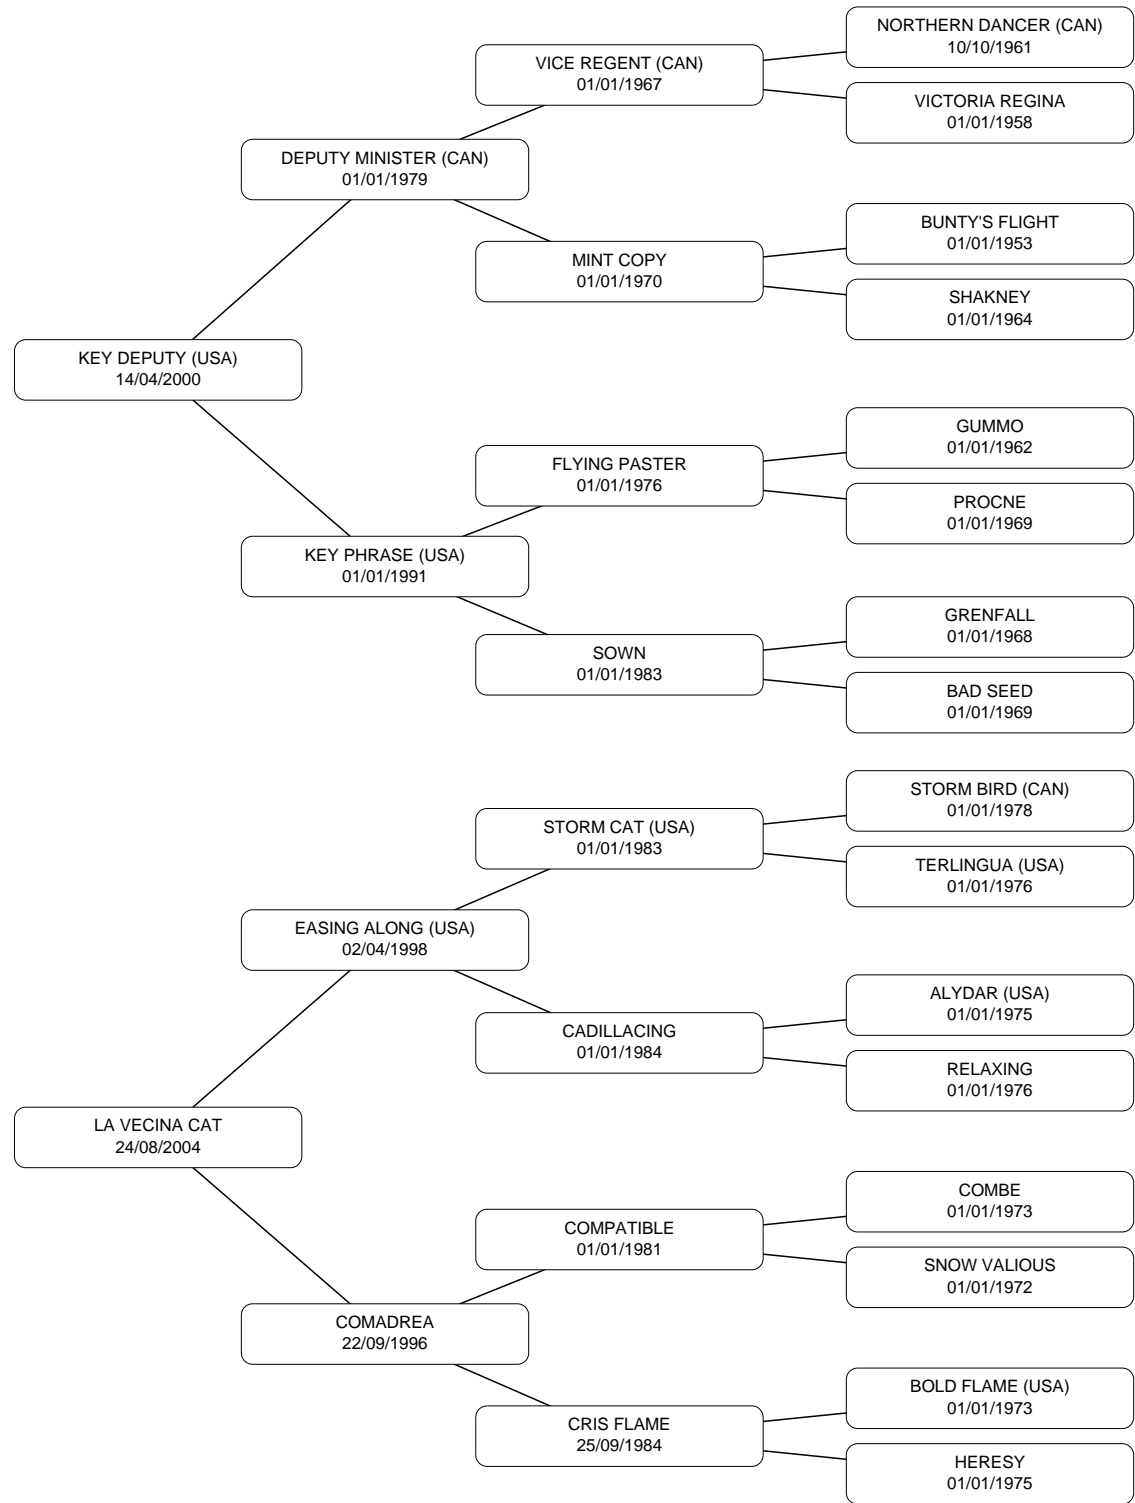 NORTHERN DANCER (CAN)
10/10/1961
VICE REGENT (CAN)
01/01/1967
VICTORIA REGINA
01/01/1958
DEPUTY MINISTER (CAN)
01/01/1979
BUNTY'S FLIGHT
01/01/1953
MINT COPY
01/01/1970
SHAKNEY
01/01/1964
KEY DEPUTY (USA)
14/04/2000
GUMMO
01/01/1962
FLYING PASTER
01/01/1976
PROCNE
01/01/1969
KEY PHRASE (USA)
01/01/1991
GRENFALL
01/01/1968
SOWN
01/01/1983
BAD SEED
01/01/1969
STORM BIRD (CAN)
01/01/1978
STORM CAT (USA)
01/01/1983
TERLINGUA (USA)
01/01/1976
EASING ALONG (USA)
02/04/1998
ALYDAR (USA)
01/01/1975
CADILLACING
01/01/1984
RELAXING
01/01/1976
LA VECINA CAT
24/08/2004
COMBE
01/01/1973
COMPATIBLE
01/01/1981
SNOW VALIOUS
01/01/1972
COMADREA
22/09/1996
BOLD FLAME (USA)
01/01/1973
CRIS FLAME
25/09/1984
HERESY
01/01/1975